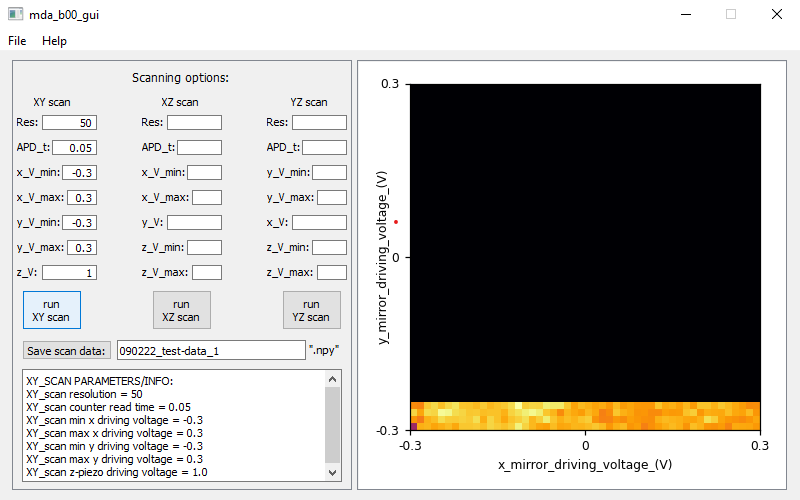 mda_b00_gui
File Help
Scanning options:
XY scan
Res: 50
APD_t: 0.05
x_V_min: -0.3
x_V_max: 0.3
y_V_min: -0.3
y_V_max: 0.3
z_V: 1
run
XY scan
XZ scan
Res:
APD_t:
x_V_min:
x_V_max:
y_V:
z_V_min:
z_V_max:
run
XZ scan
YZ scan
Res:
APD_t:
y_V_min:
y_V_max:
x_V:
z_V_min:
z_V_max:
run
YZ scan
Save scan data: 090222_test-data_1 ".npy"
XY_SCAN PARAMETERS/INFO:
XY_scan resolution = 50
XY_scan counter read time = 0.05
XY_scan min x driving voltage = -0.3
XY_scan max x driving voltage = 0.3
XY_scan min y driving voltage = -0.3
XY_scan max y driving voltage = 0.3
XY_scan z-piezo driving voltage = 1.0
y_mirror_driving_voltage_(V)
0.3
0
-0.3
-0.3 0 0.3
x_mirror_driving_voltage_(V)